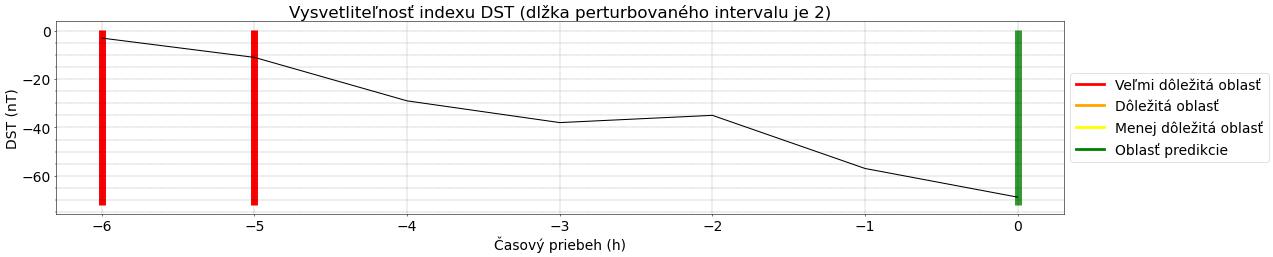 Vysvetliteľnosť indexu DST (dĺžka perturbovaného intervalu je 2)
DST (nT)
0
−20
−40
−60
−6 −5 −4 −3 −2 −1 0
Časový priebeh (h)
Veľmi dôležitá oblasť
Dôležitá oblasť
Menej dôležitá oblasť
Oblasť predikcie